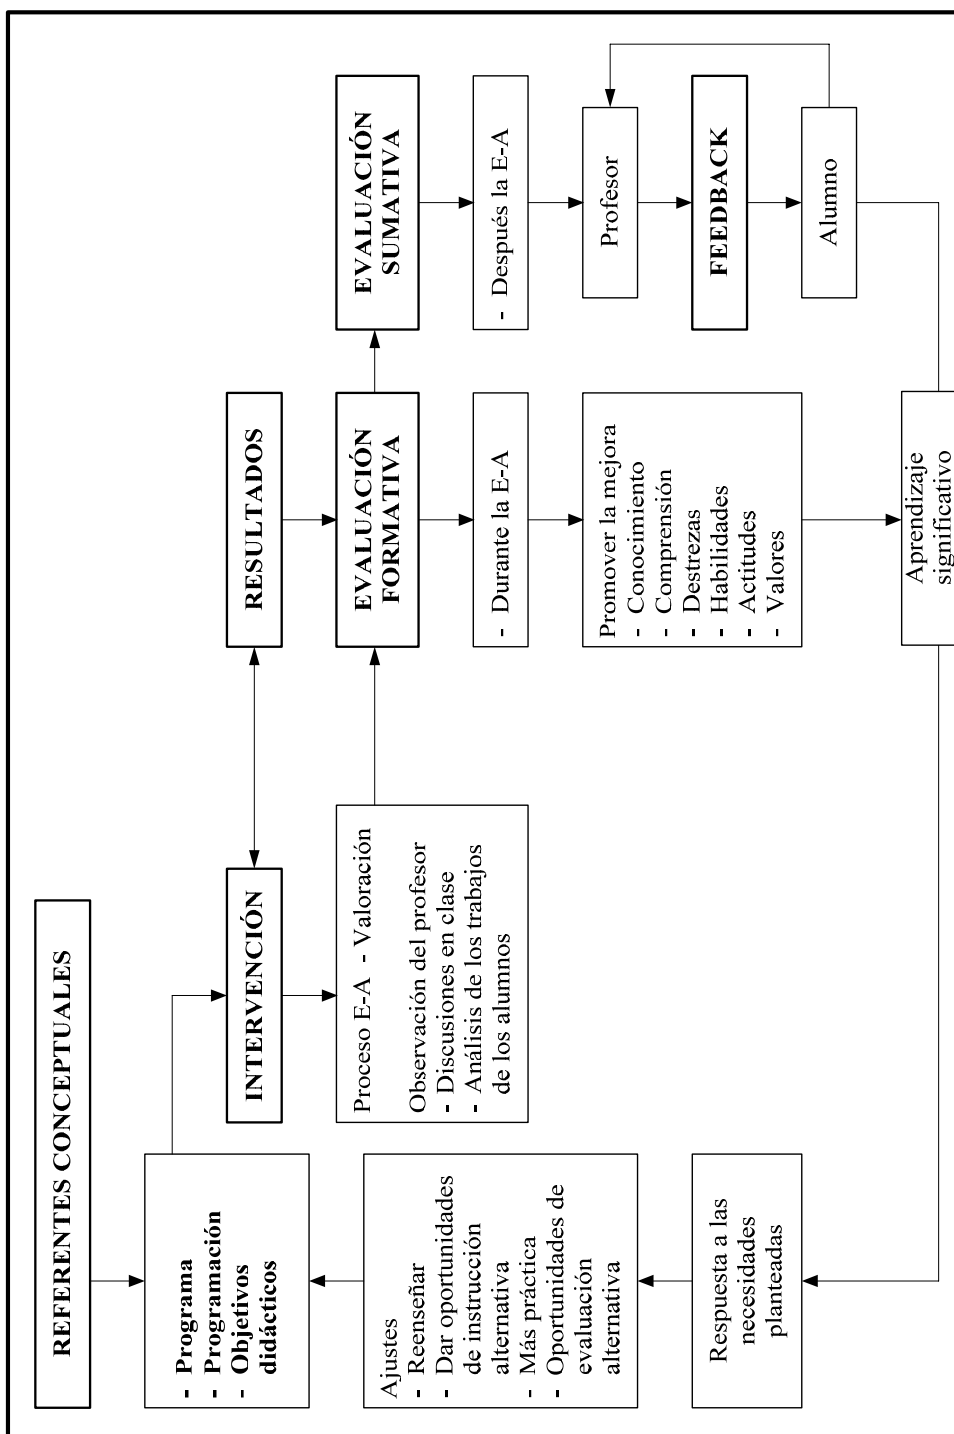 REFERENTES CONCEPTUALES
- Programa
- Programación
- Objetivos
didácticos
INTERVENCIÓN
RESULTADOS
Proceso E-A - Valoración
Observación del profesor
- Discusiones en clase
- Análisis de los trabajos
de los alumnos
EVALUACIÓN
FORMATIVA
EVALUACIÓN
SUMATIVA
- Durante la E-A
- Después la E-A
Ajustes
- Reenseñar
- Dar oportunidades
de instrucción
alternativa
- Más práctica
- Oportunidades de
evaluación
alternativa
Promover la mejora
- Conocimiento
- Comprensión
- Destrezas
- Habilidades
- Actitudes
- Valores
Profesor
FEEDBACK
Alumno
Respuesta a las
necesidades
planteadas
Aprendizaje
significativo